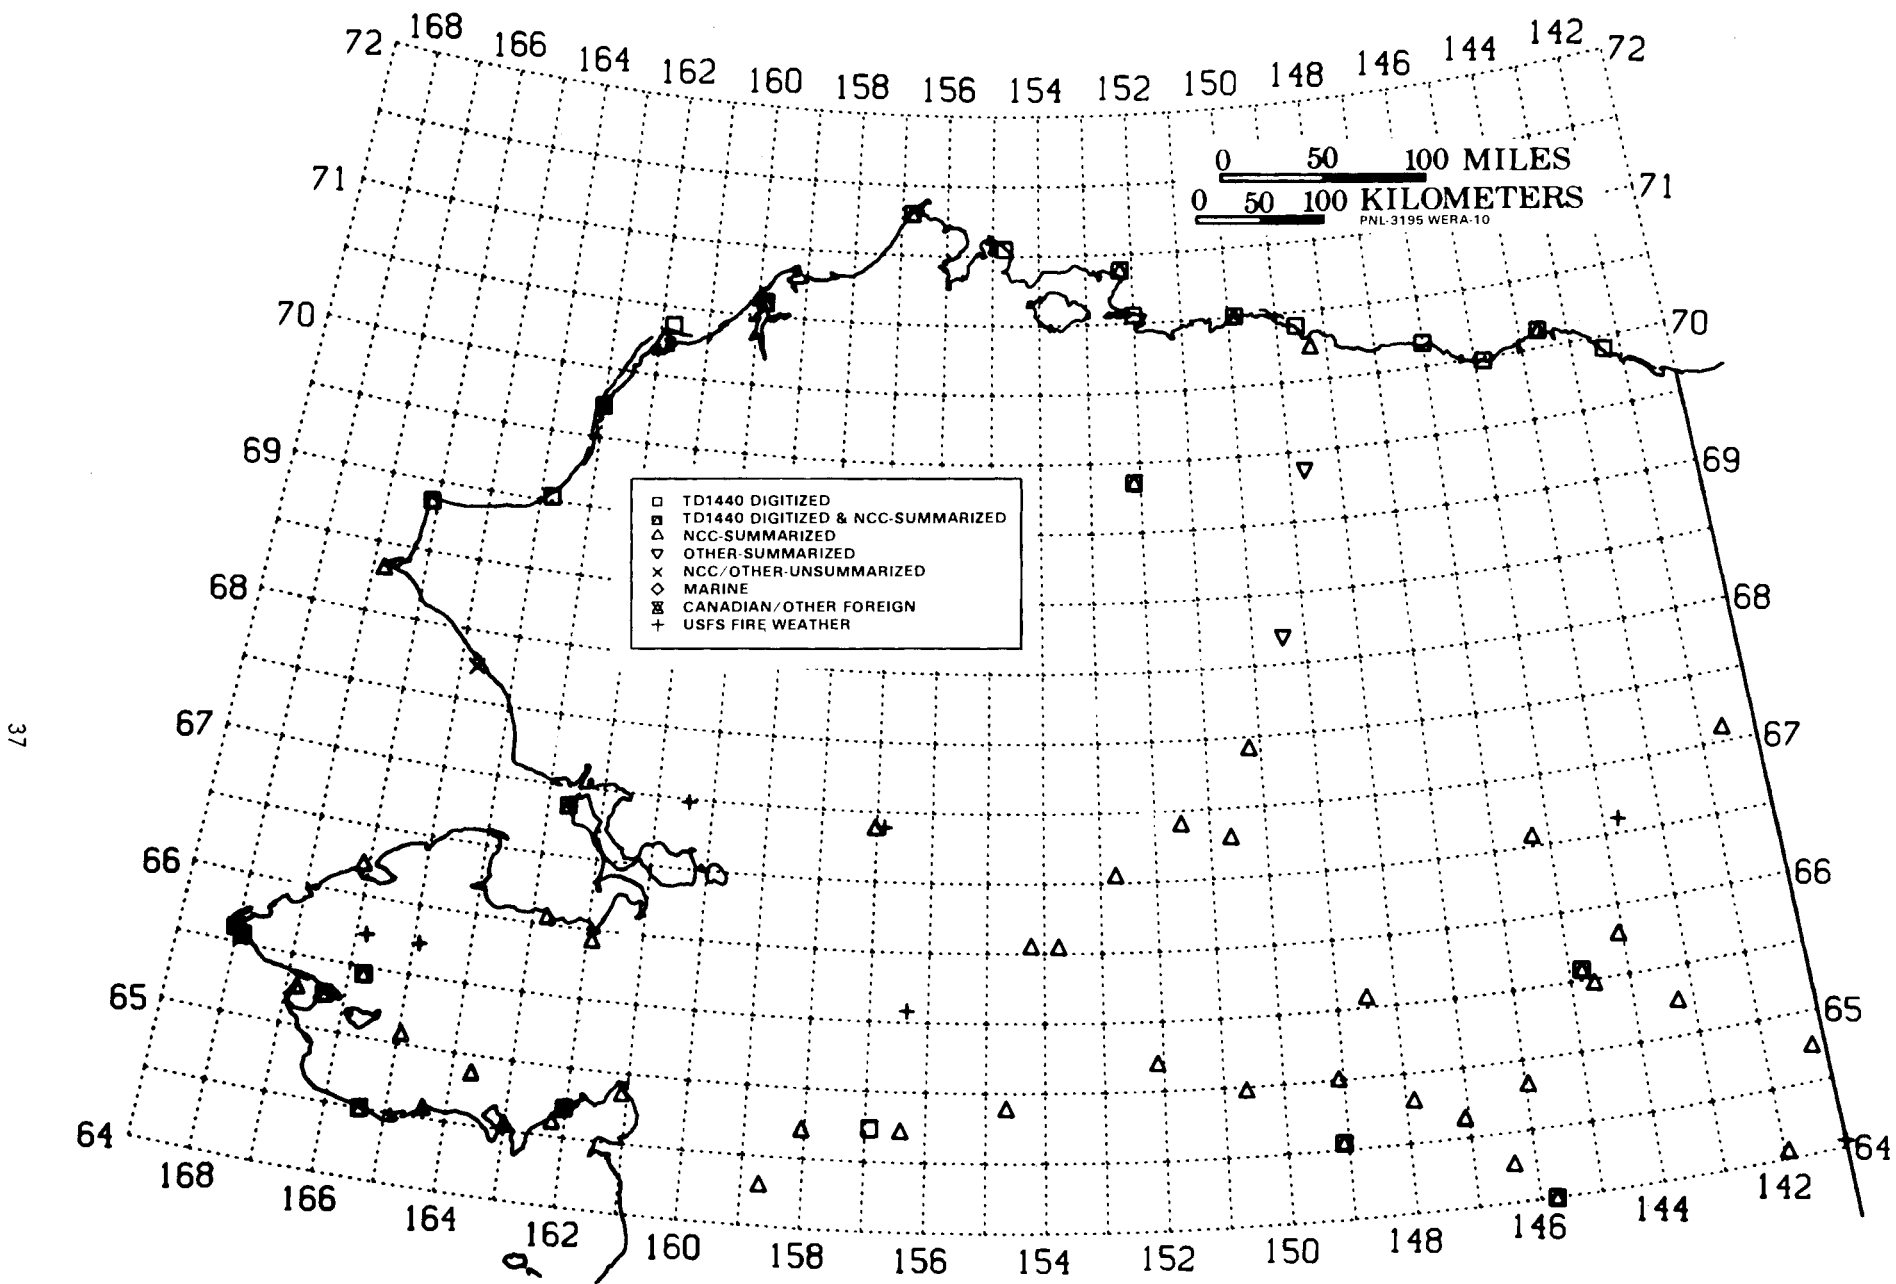 168 166 164 162 160 158 156 154 152 150 148 146 144 142
72 72
0 50 100 MILES
0 50 100 KILOMETERS
PNL-3195 WERA-10
71 71
70 70
69 69
□ TD1440 DIGITIZED
TD1440 DIGITIZED & NCC-SUMMARIZED
△ NCC-SUMMARIZED
▽ OTHER-SUMMARIZED
× NCC/OTHER-UNSUMMARIZED
◇ MARINE
CANADIAN/OTHER FOREIGN
+ USFS FIRE WEATHER
68 68
67 67
66 66
65 65
64 64
168 166 164 162 160 158 156 154 152 150 148 146 144 142
37